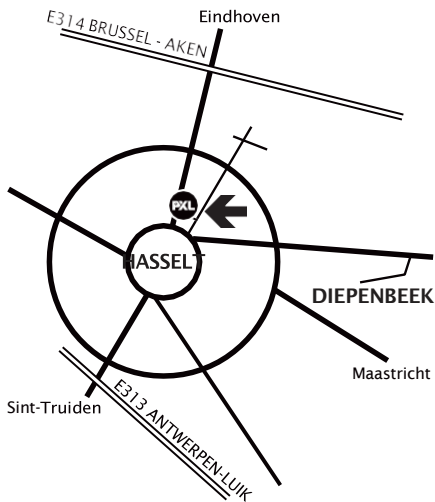 Eindhoven
E314 BRUSSEL - AKEN
PXL
HASSELT
DIEPENBEEK
Maastricht
Sint-Truiden
E313 ANTWERPEN-LUIK